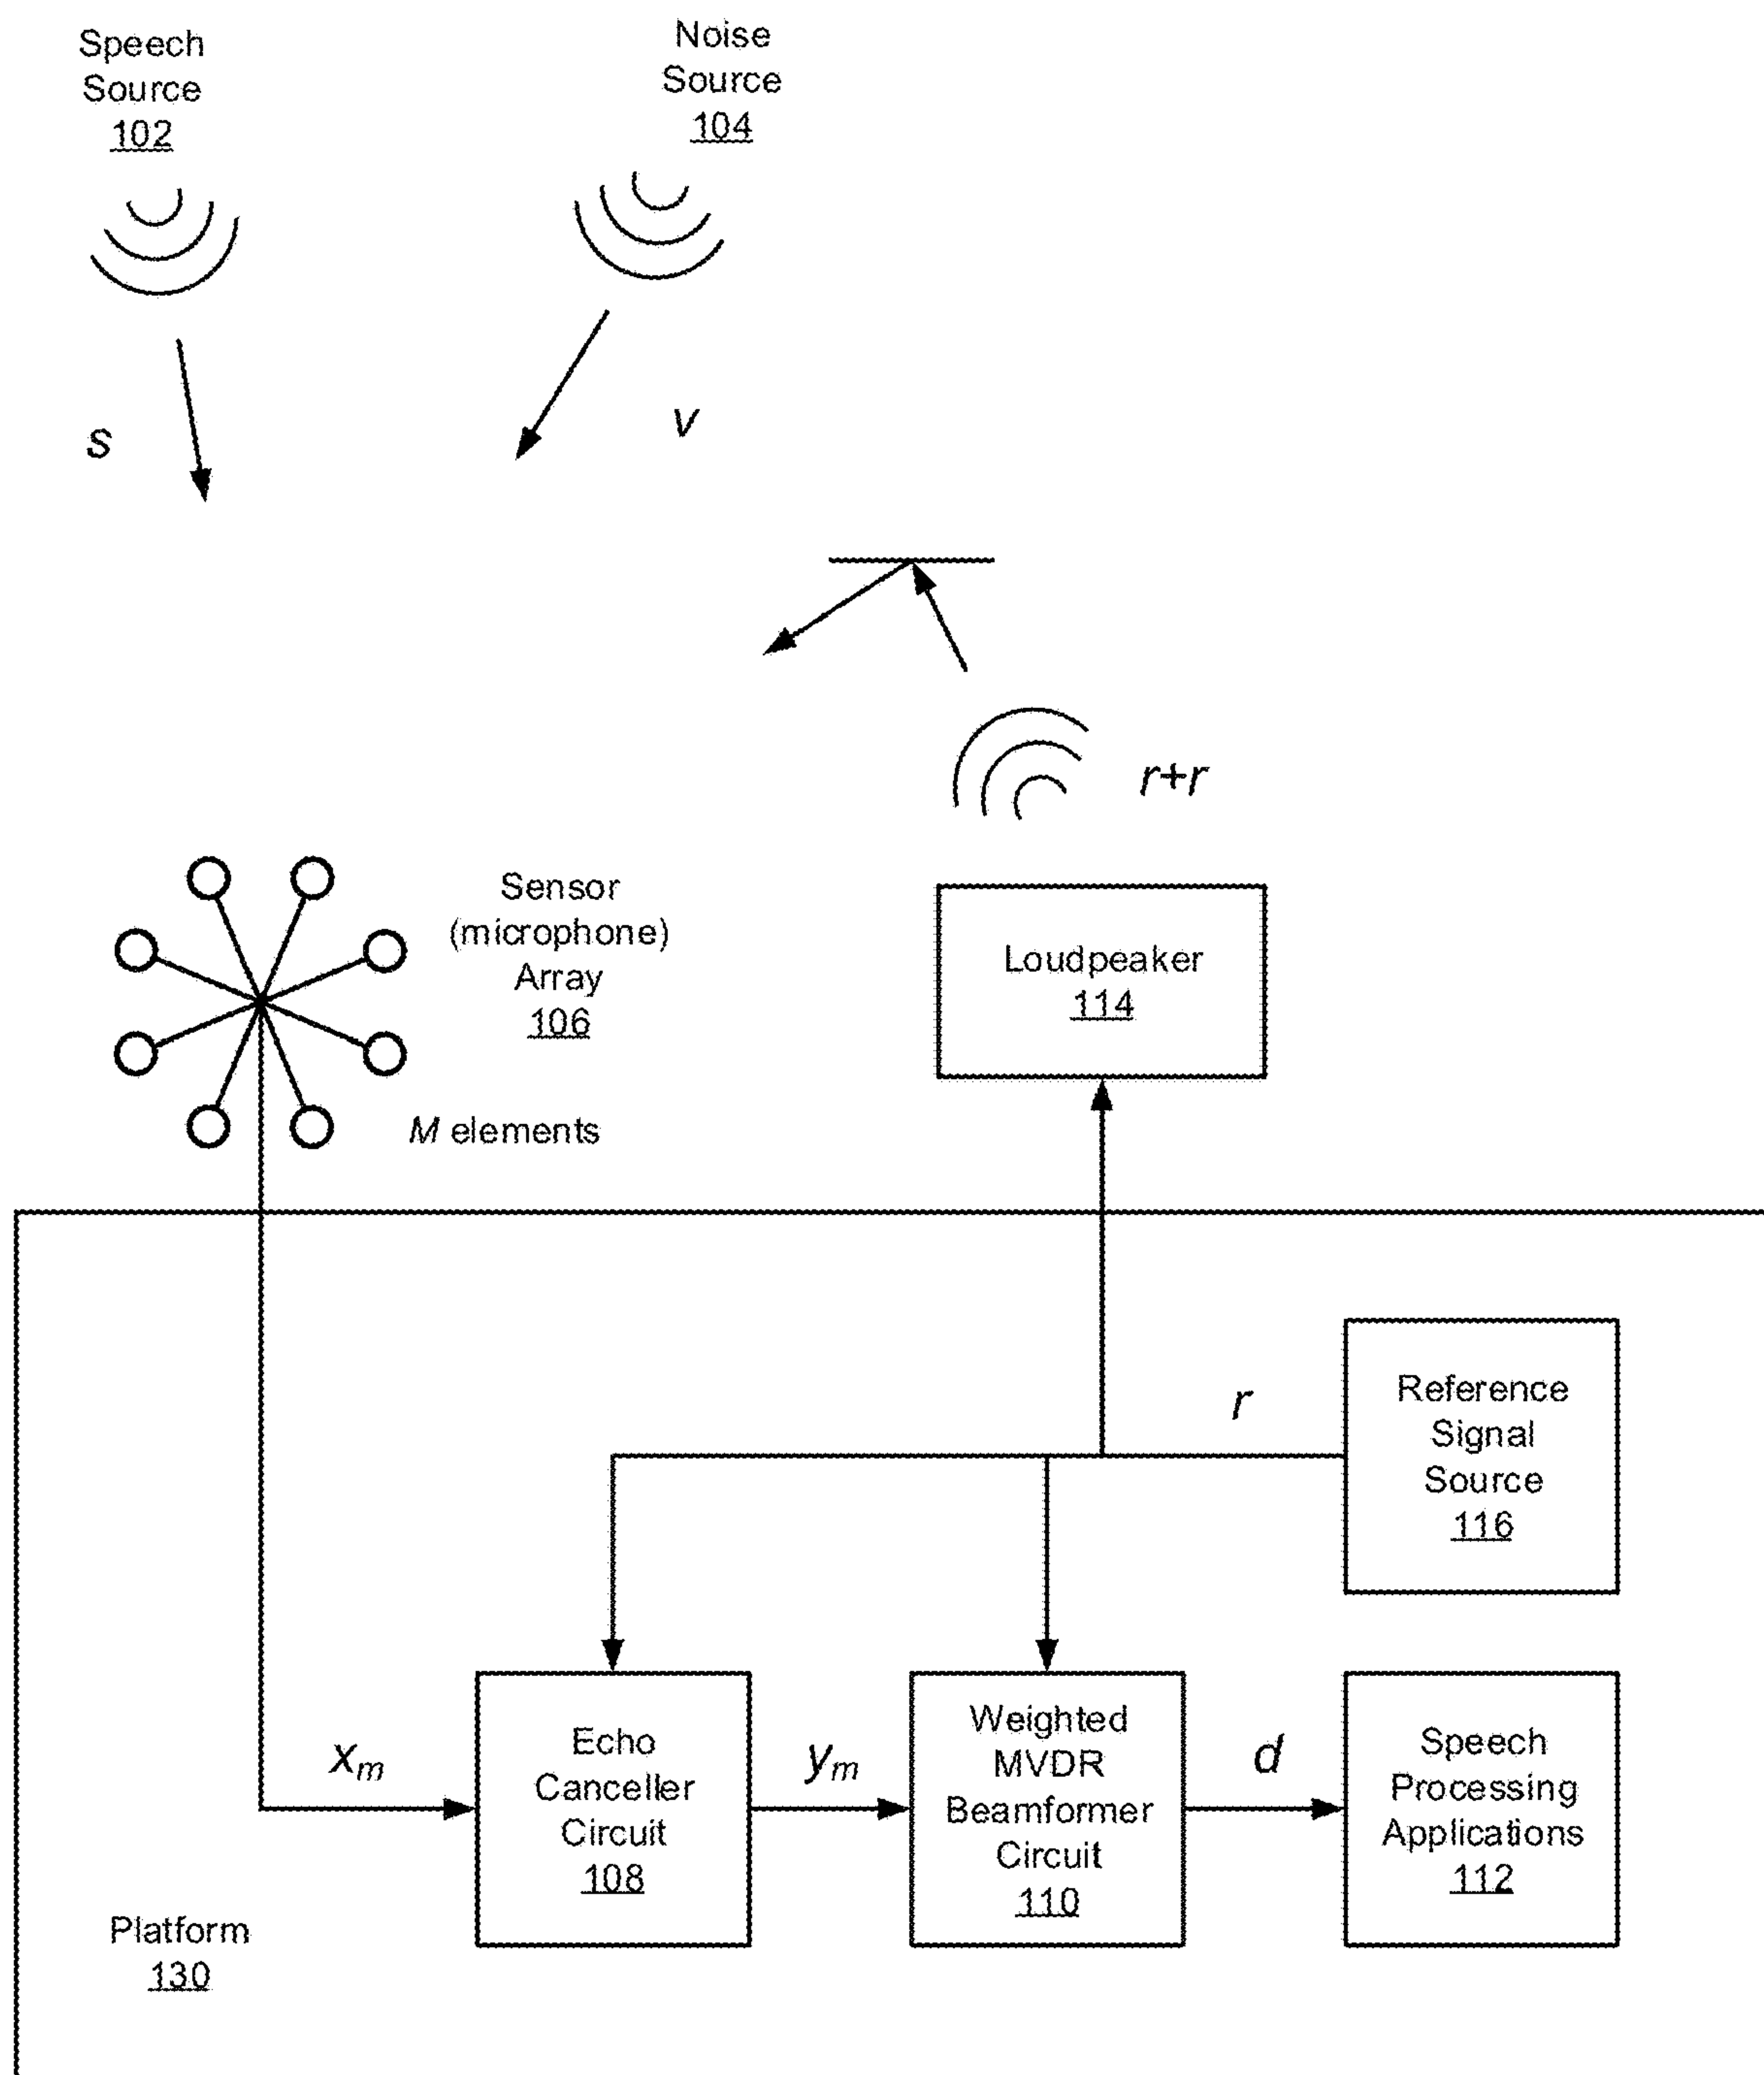 Speech
Source
102
Noise
Source
104
s
v
r+r
Sensor
(microphone)
Array
106
M elements
Loudpeaker
114
r
Reference
Signal
Source
116
xm
Echo
Canceller
Circuit
108
ym
Weighted
MVDR
Beamformer
Circuit
110
d
Speech
Processing
Applications
112
Platform
130